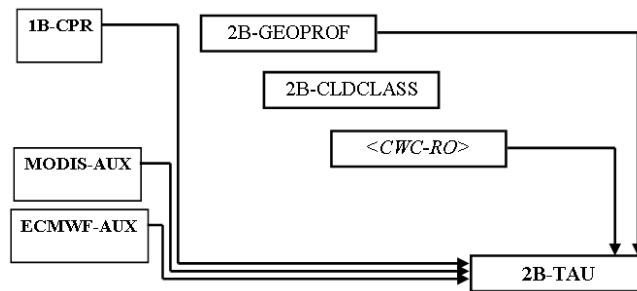 1B-CPR
2B-GEOPROF
2B-CLDCLASS
<CWC-RO>
MODIS-AUX
ECMWF-AUX
2B-TAU